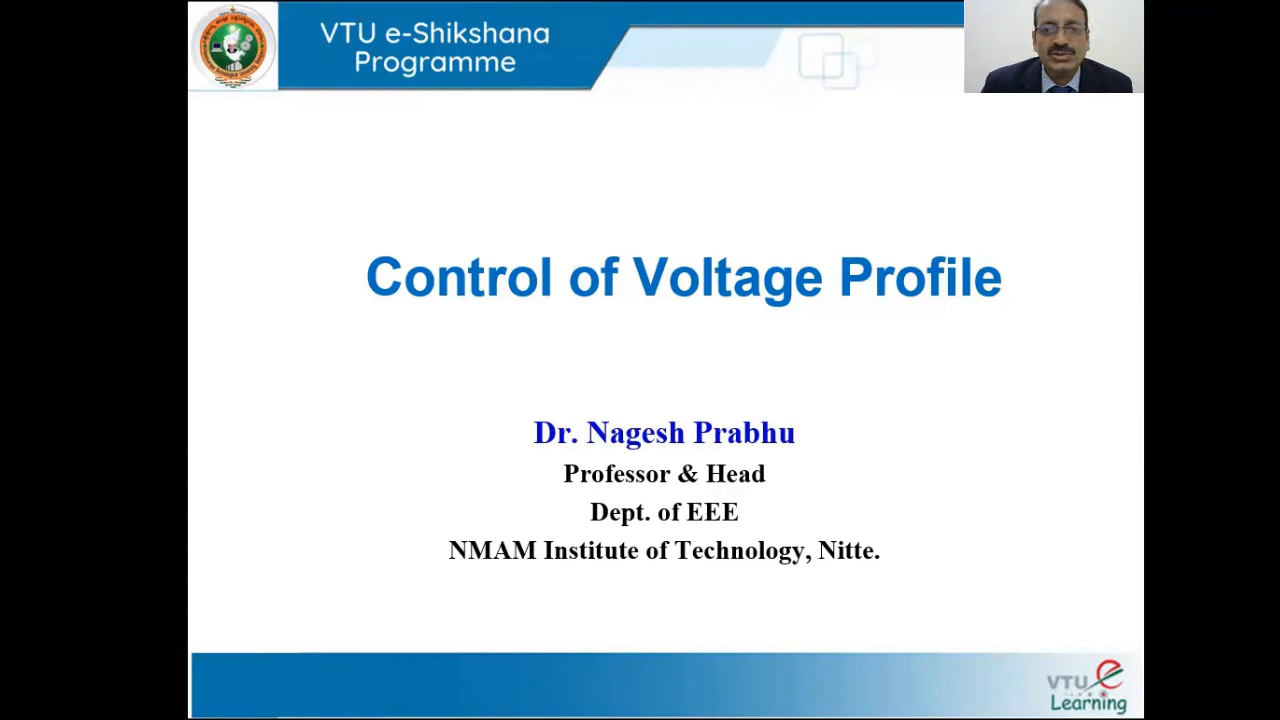 VTU e-Shikshana
Programme
Control of Voltage Profile
Dr. Nagesh Prabhu
Professor & Head
Dept. of EEE
NMAM Institute of Technology, Nitte.
VTU e
Learning